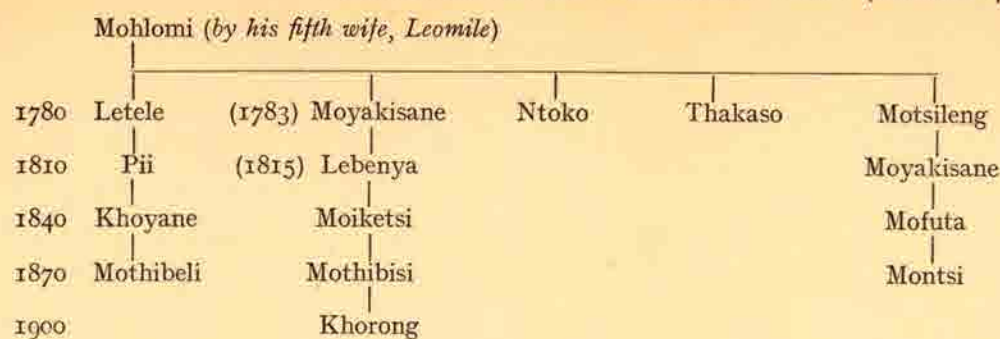 Mohlomi (by his fifth wife, Leomile)
1780 Letele (1783) Moyakisane Ntoko Thakaso Motsileng
1810 Pii (1815) Lebenya Moyakisane
1840 Khoyane Moiketsi Mofuta
1870 Mothibeli Mothibisi Montsi
1900 Khorong